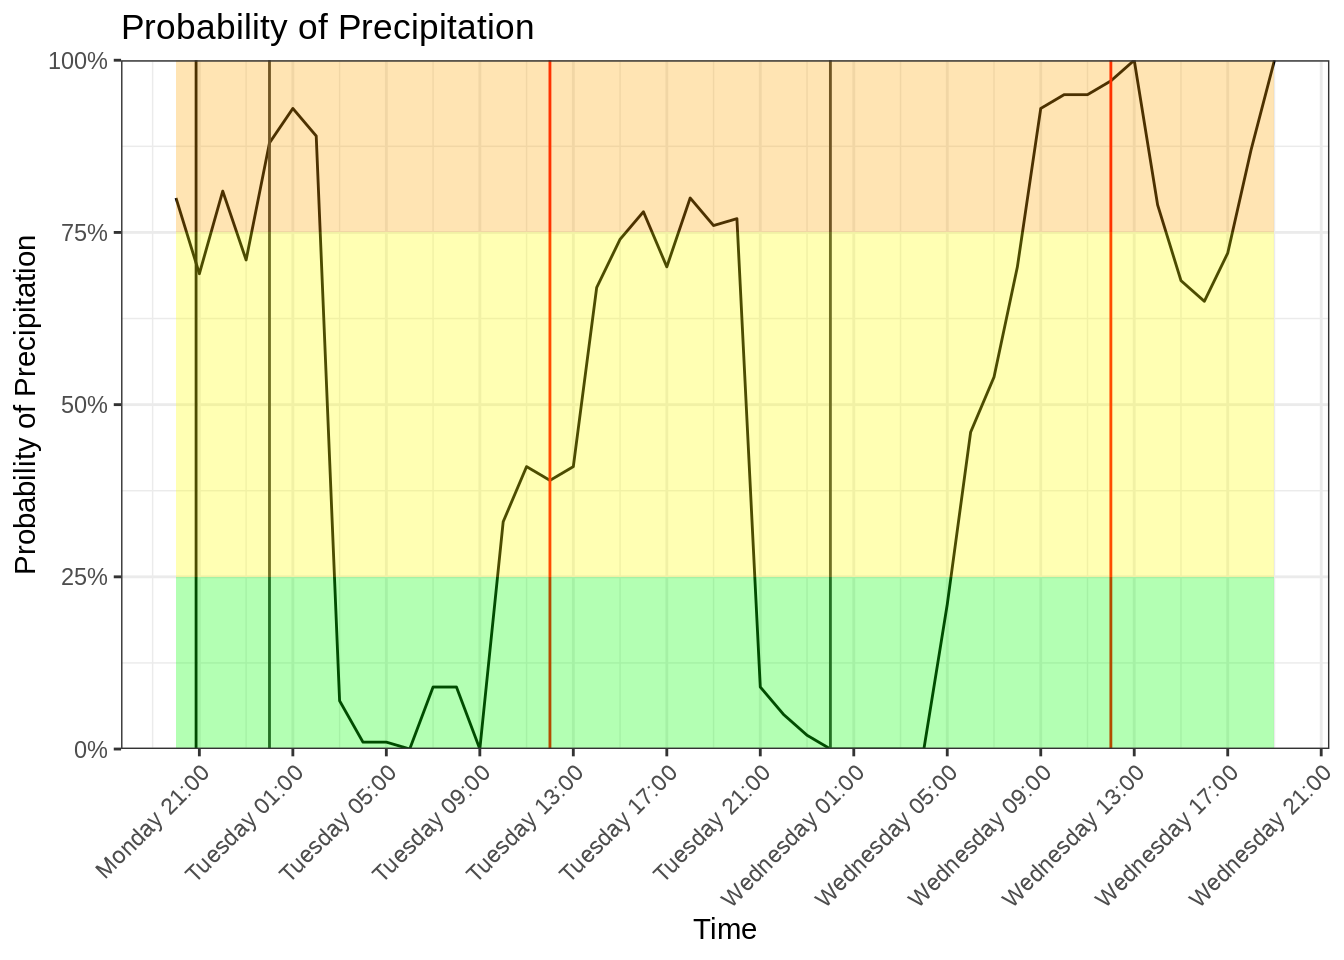 Probability of Precipitation
Probability of Precipitation
100%
75%
50%
25%
0%
Monday 21:00
Tuesday 01:00
Tuesday 05:00
Tuesday 09:00
Tuesday 13:00
Tuesday 17:00
Tuesday 21:00
Wednesday 01:00
Wednesday 05:00
Wednesday 09:00
Wednesday 13:00
Wednesday 17:00
Wednesday 21:00
Time